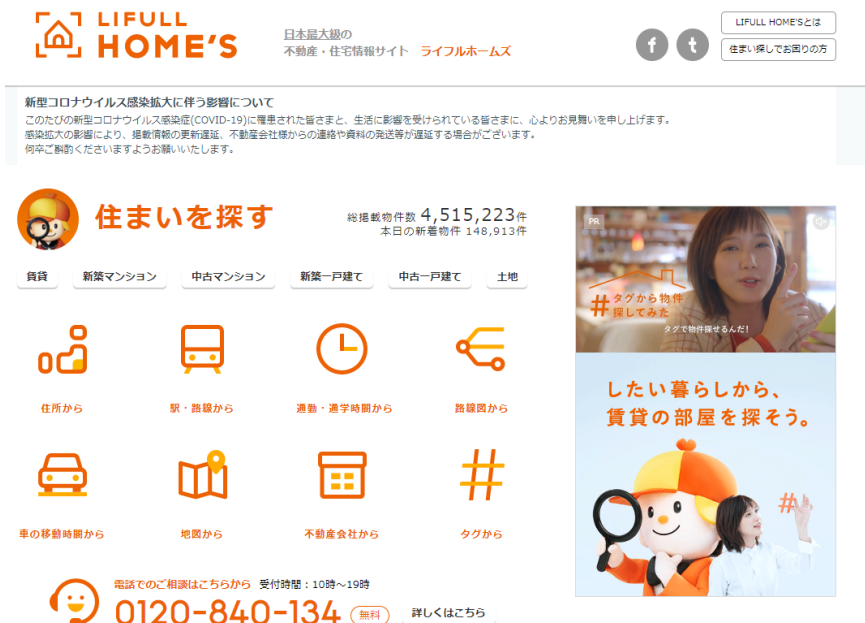 LIFULL
HOME'S
日本最大級の
不動産・住宅情報サイト ライフルホームズ
f t
LIFULL HOME'Sとは
住まい探しでお困りの方
新型コロナウイルス感染拡大に伴う影響について
このたびの新型コロナウイルス感染症(COVID-19)に罹患された皆さまと、生活に影響を受けられている皆さまに、心よりお見舞いを申し上げます。
感染拡大の影響により、掲載情報の更新遅延、不動産会社様からの連絡や資料の発送等が遅延する場合がございます。
何卒ご斟酌くださいますようお願いいたします。
住まいを探す
総掲載物件数 4,515,223件
本日の新着物件 148,913件
賃貸 新築マンション 中古マンション 新築一戸建て 中古一戸建て 土地
住所から 駅・路線から 通勤・通学時間から 路線図から
車の移動時間から 地図から 不動産会社から タグから
電話でのご相談はこちらから 受付時間：10時～19時
0120-840-134 無料 詳しくはこちら
PR
#タグから物件
探してみた
タグで物件探せるんだ!
したい暮らしから、
賃貸の部屋を探そう。
#